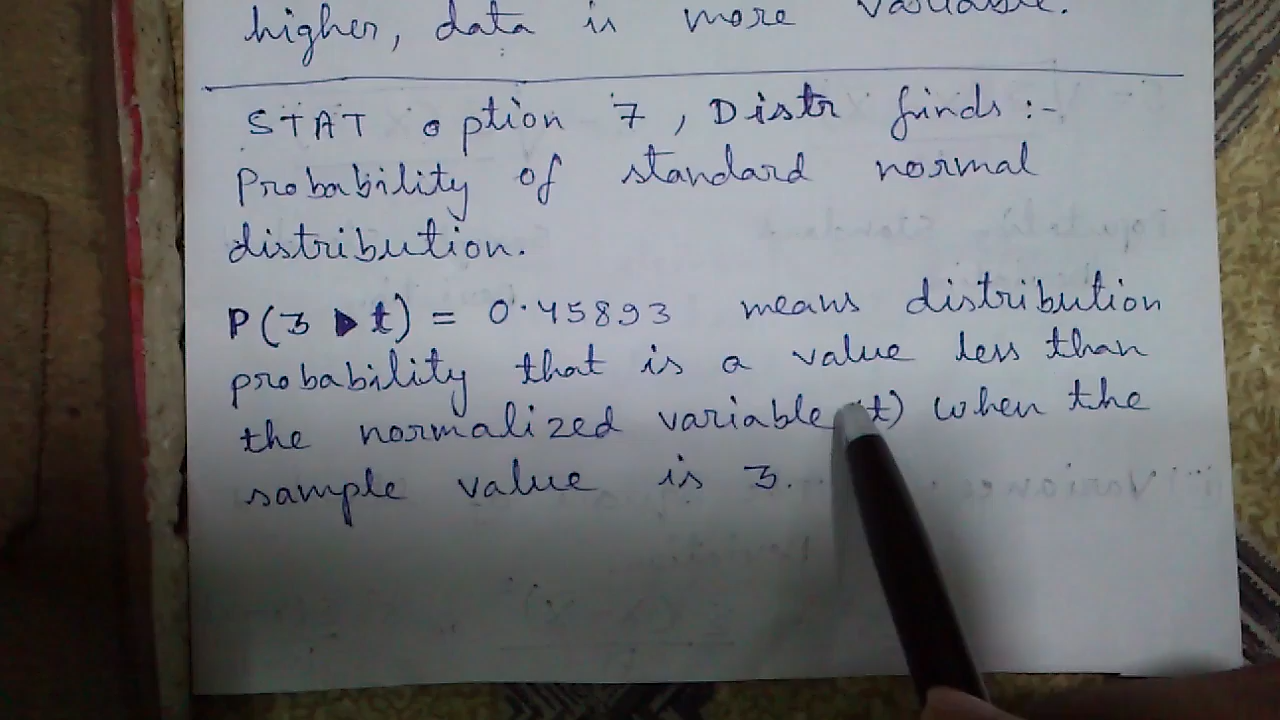 higher, data is more variable.
STAT option 7, Distr finds :-
Probability of standard normal
distribution.
P(3 ▶ t) = 0.45893 means distribution
probability that is a value less than
the normalized variable (t) when the
sample value is 3.